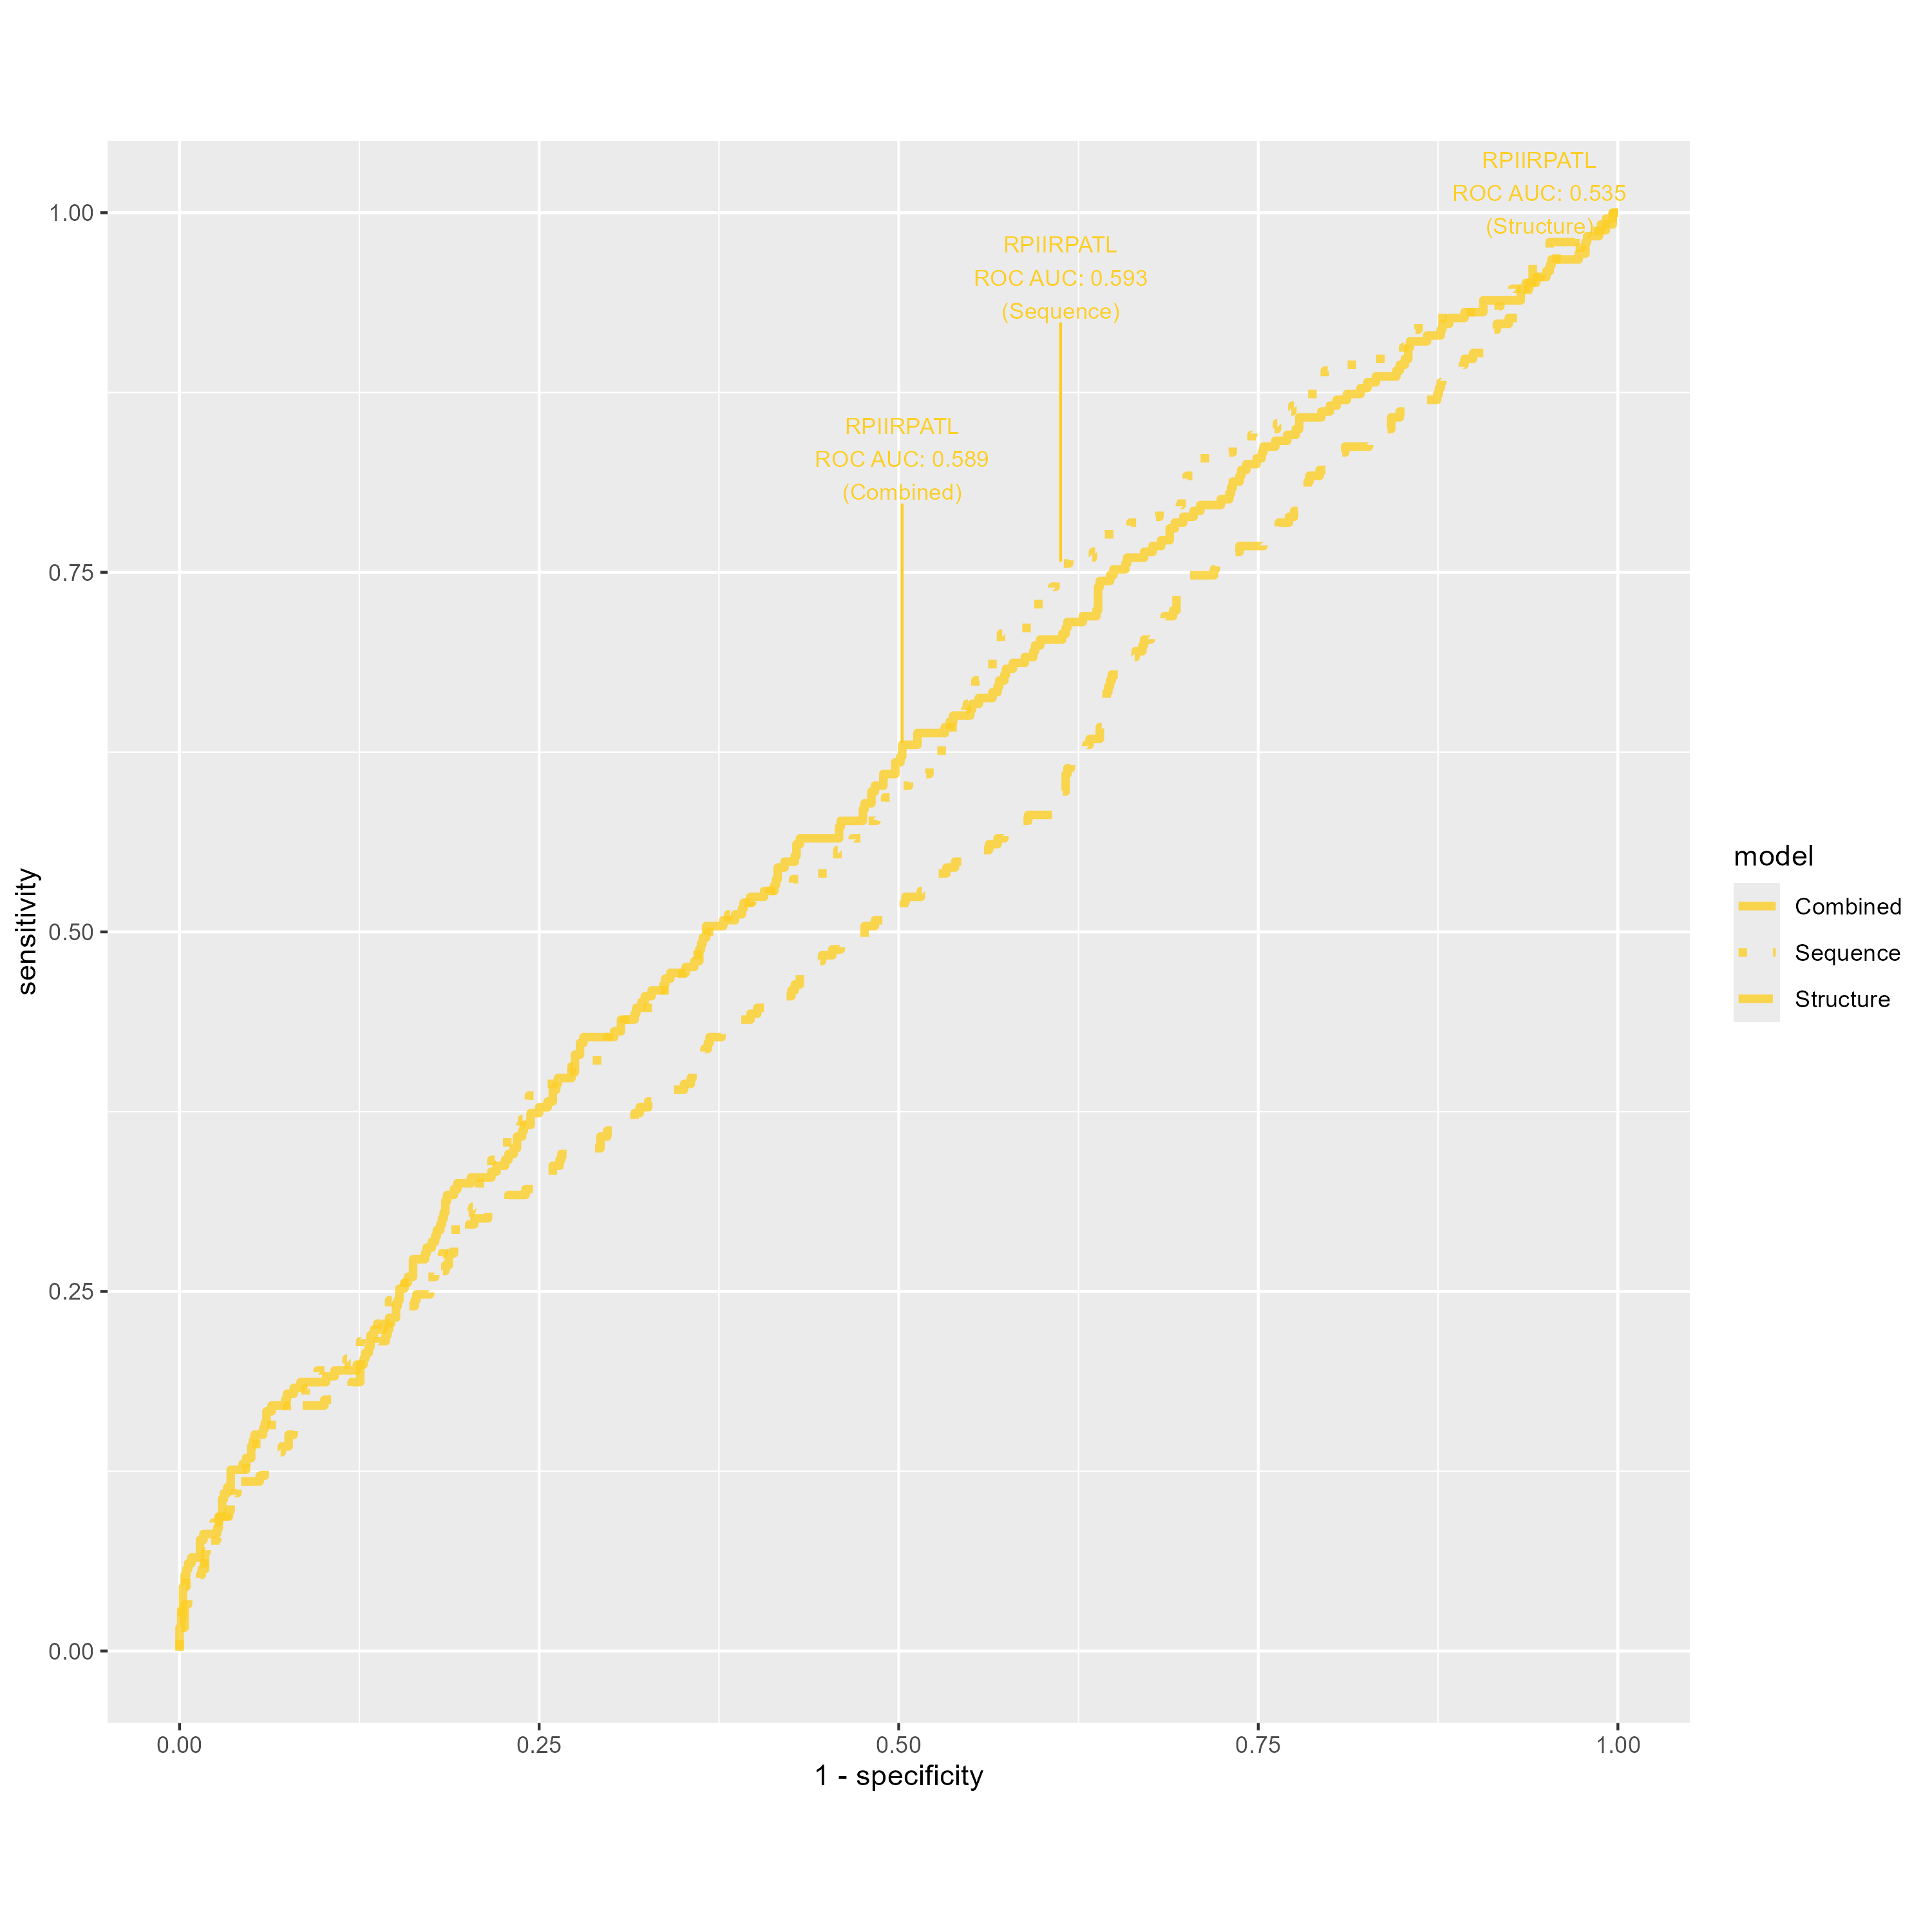 RPIIRPATL
ROC AUC: 0.535
(Structure)
RPIIRPATL
ROC AUC: 0.593
(Sequence)
RPIIRPATL
ROC AUC: 0.589
(Combined)
1.00
0.75
0.50
0.25
0.00
sensitivity
0.00
0.25
0.50
0.75
1.00
1 - specificity
model
Combined
Sequence
Structure